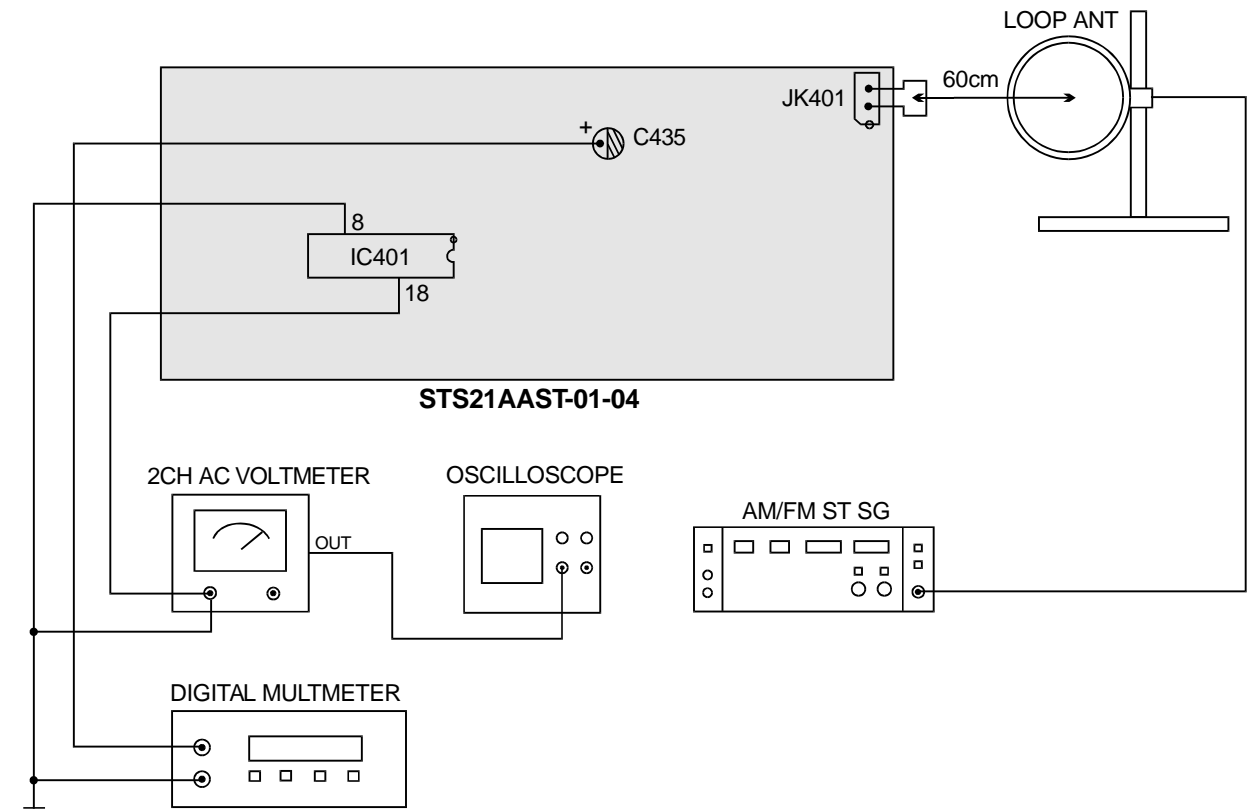 LOOP ANT
60cm
JK401
+
C435
8
IC401
18
STS21AAST-01-04
2CH AC VOLTMETER
OSCILLOSCOPE
AM/FM ST SG
OUT
DIGITAL MULTMETER